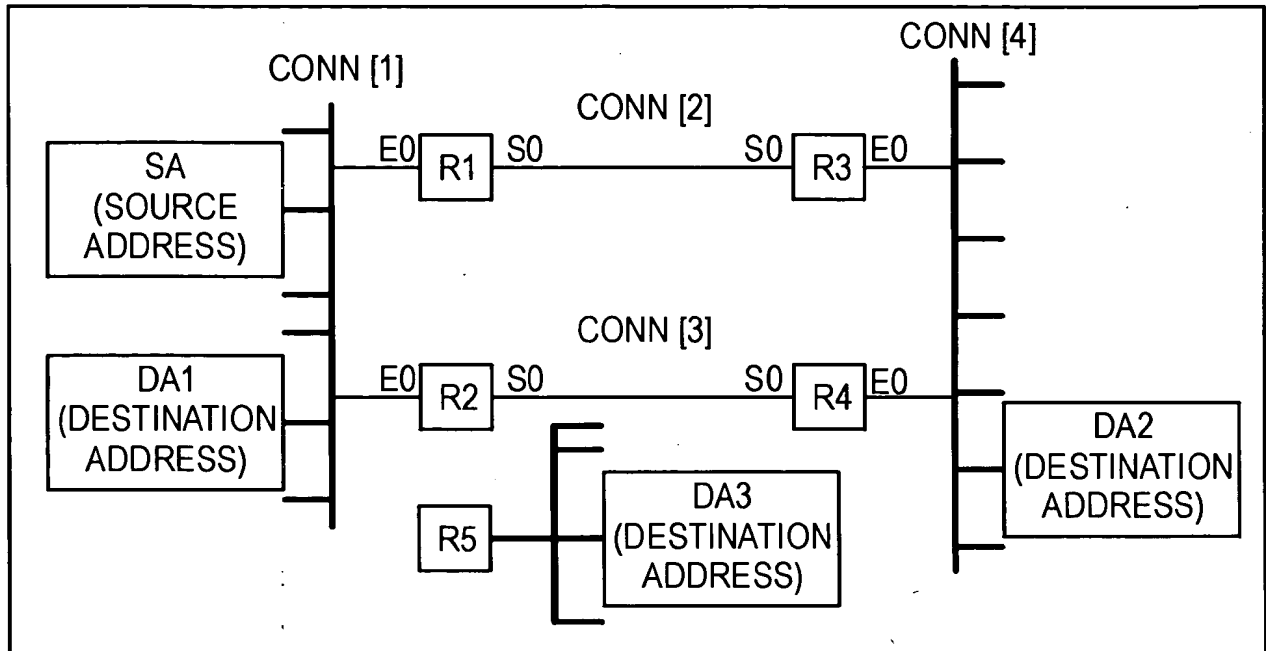 CONN [4]
CONN [1]
CONN [2]
E0 R1 S0
S0 R3 E0
SA
(SOURCE
ADDRESS)
CONN [3]
E0 R2 S0
S0 R4 E0
DA1
(DESTINATION
ADDRESS)
DA2
(DESTINATION
ADDRESS)
R5
DA3
(DESTINATION
ADDRESS)